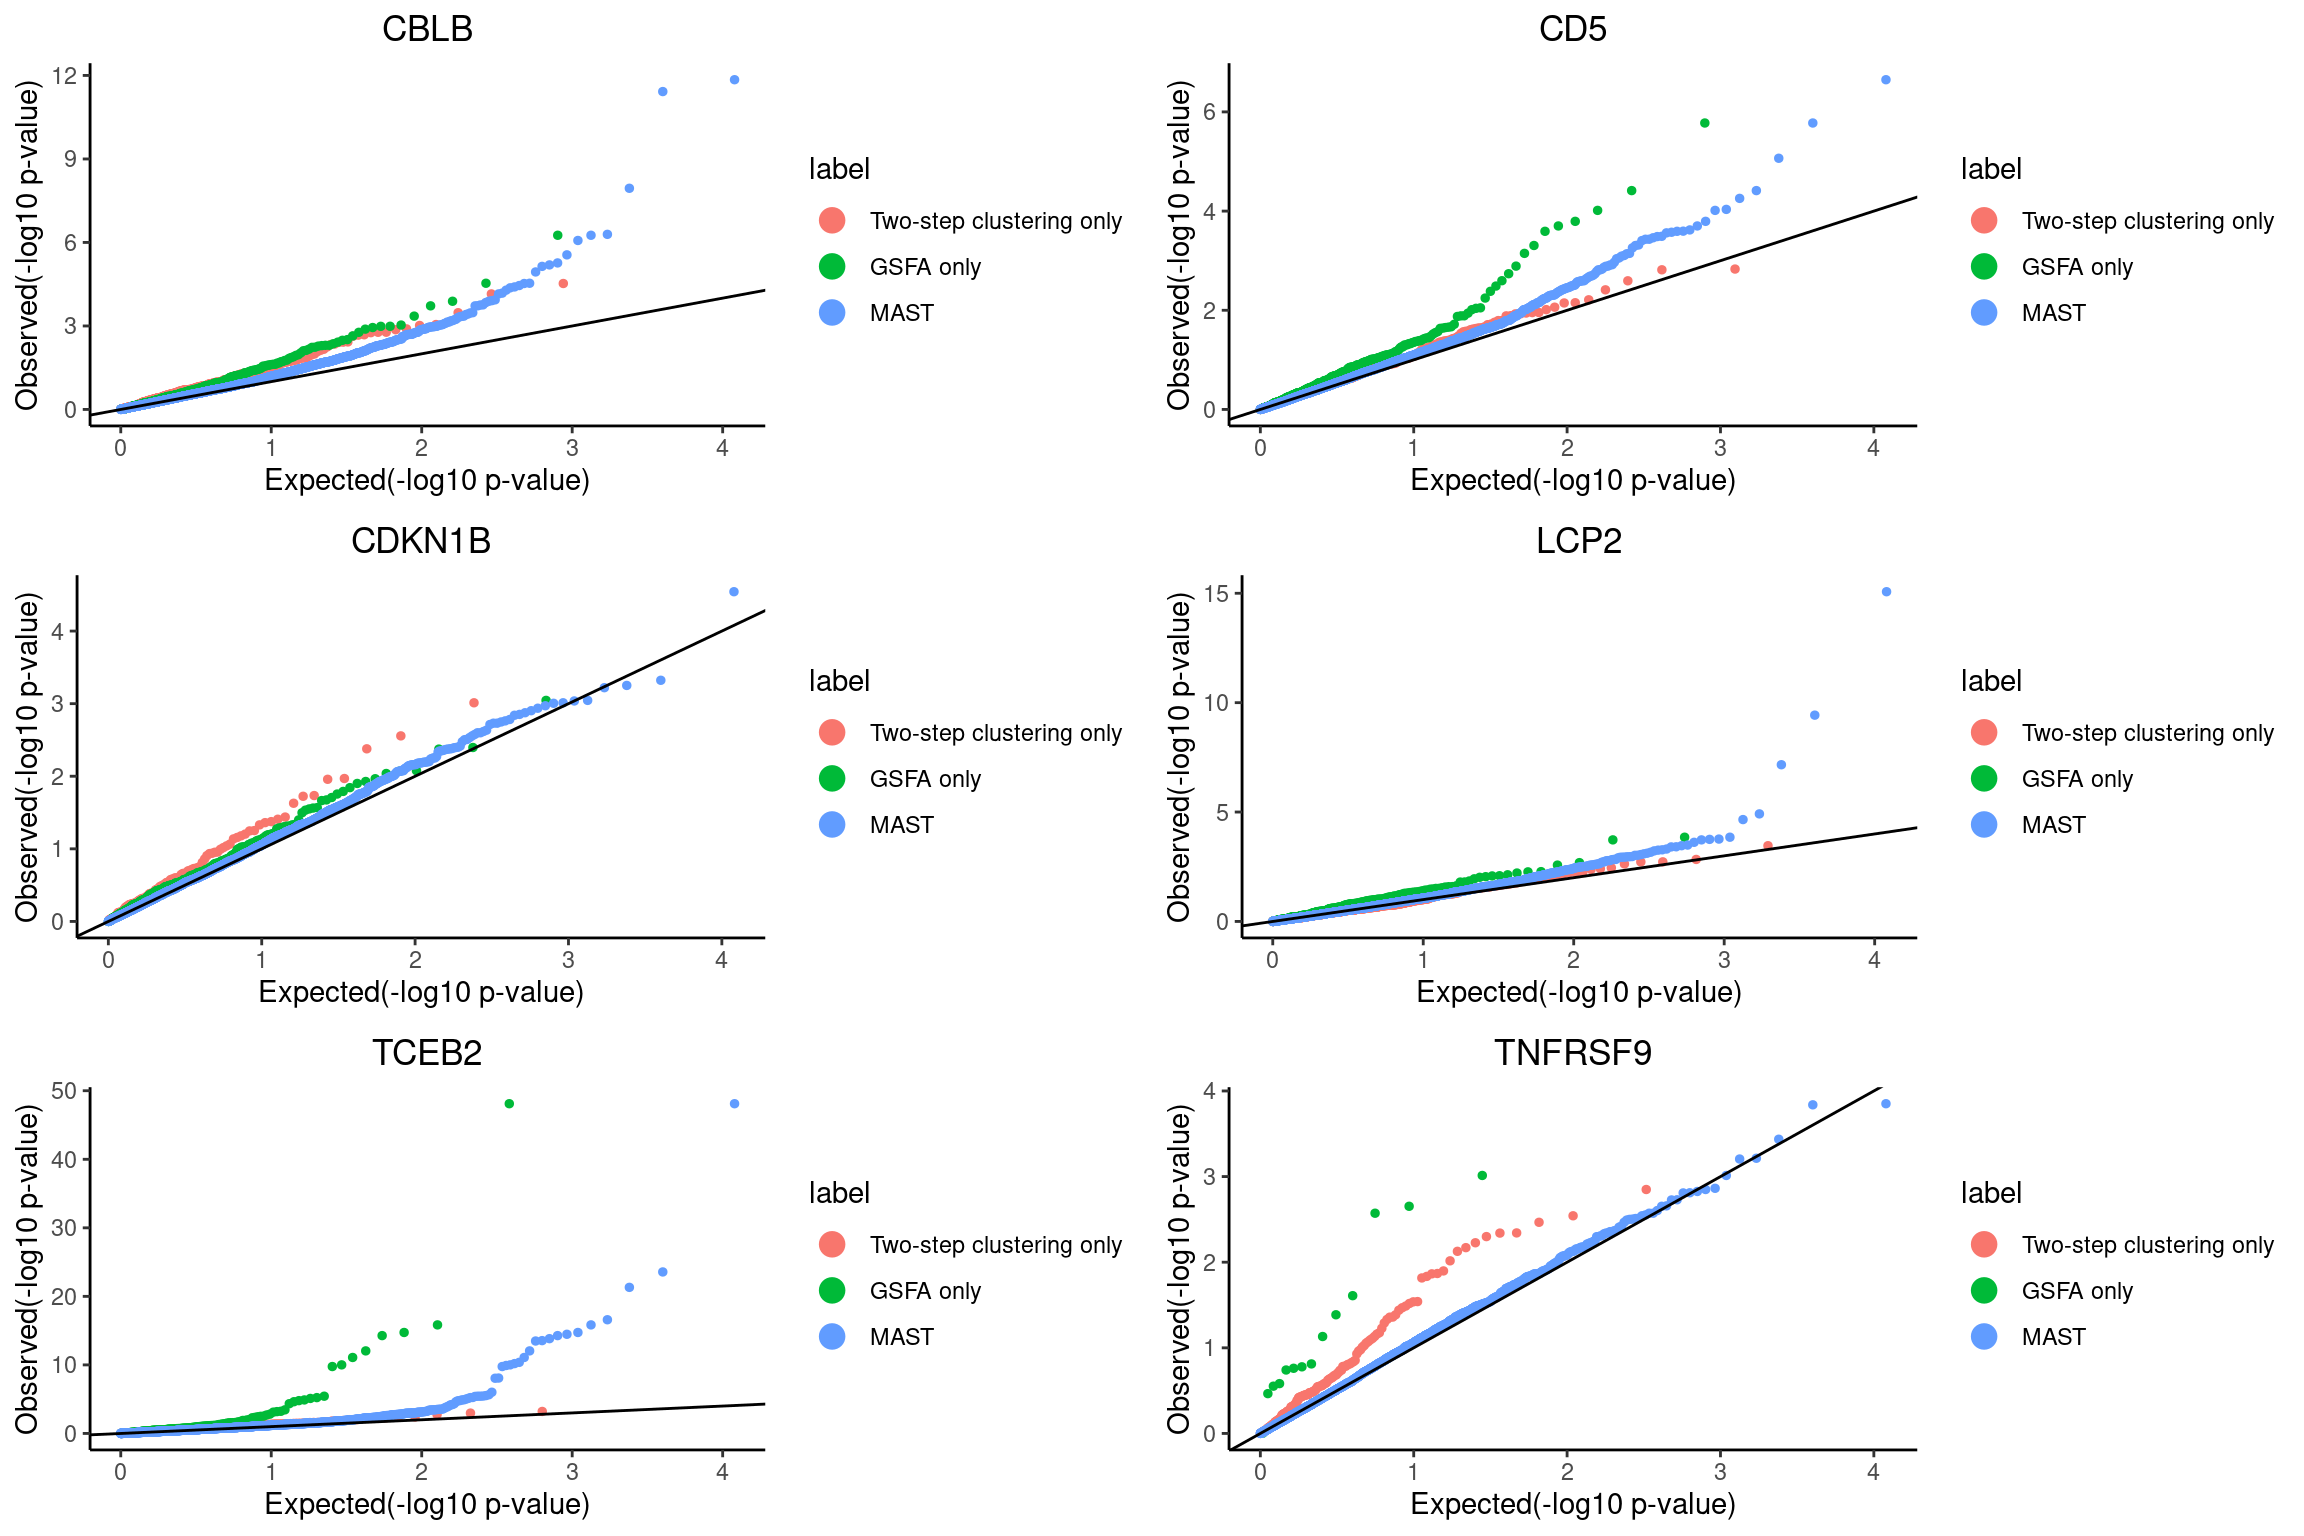 CBLB
Observed(-log10 p-value)
12
9
6
3
0
0 1 2 3 4
Expected(-log10 p-value)
label
Two-step clustering only
GSFA only
MAST
CD5
Observed(-log10 p-value)
6
4
2
0
0 1 2 3 4
Expected(-log10 p-value)
label
Two-step clustering only
GSFA only
MAST
CDKN1B
Observed(-log10 p-value)
4
3
2
1
0
0 1 2 3 4
Expected(-log10 p-value)
label
Two-step clustering only
GSFA only
MAST
LCP2
Observed(-log10 p-value)
15
10
5
0
0 1 2 3 4
Expected(-log10 p-value)
label
Two-step clustering only
GSFA only
MAST
TCEB2
Observed(-log10 p-value)
50
40
30
20
10
0
0 1 2 3 4
Expected(-log10 p-value)
label
Two-step clustering only
GSFA only
MAST
TNFRSF9
Observed(-log10 p-value)
4
3
2
1
0
0 1 2 3 4
Expected(-log10 p-value)
label
Two-step clustering only
GSFA only
MAST